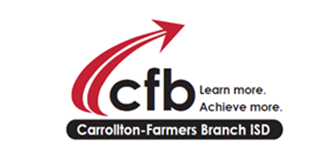 cfb
Learn more.
Achieve more.
Carrollton-Farmers Branch ISD